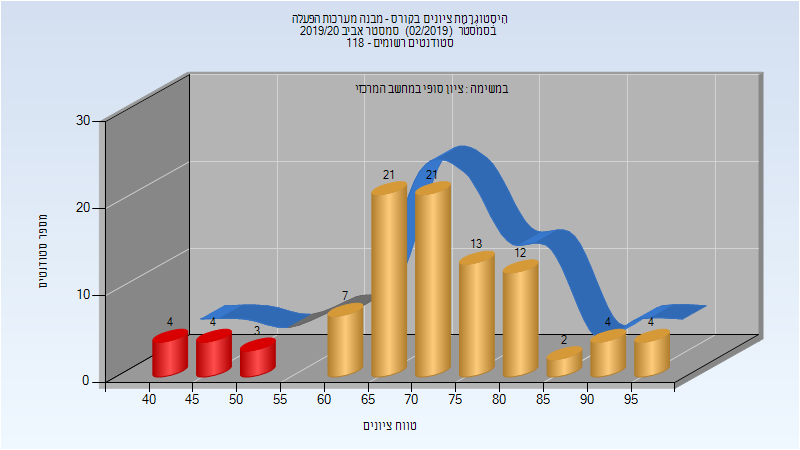 היסטוגרמת ציונים בקורס - מבנה מערכות הפעלה
בסמסטר (02/2019) סמסטר אביב 2019/20
סטודנטים רשומים - 118
במשימה : ציון סופי במחשב המרכזי
30
20
10
0
מספר סטודנטים
4
4
3
7
21
21
13
12
2
4
4
40 45 50 55 60 65 70 75 80 85 90 95
טווח ציונים